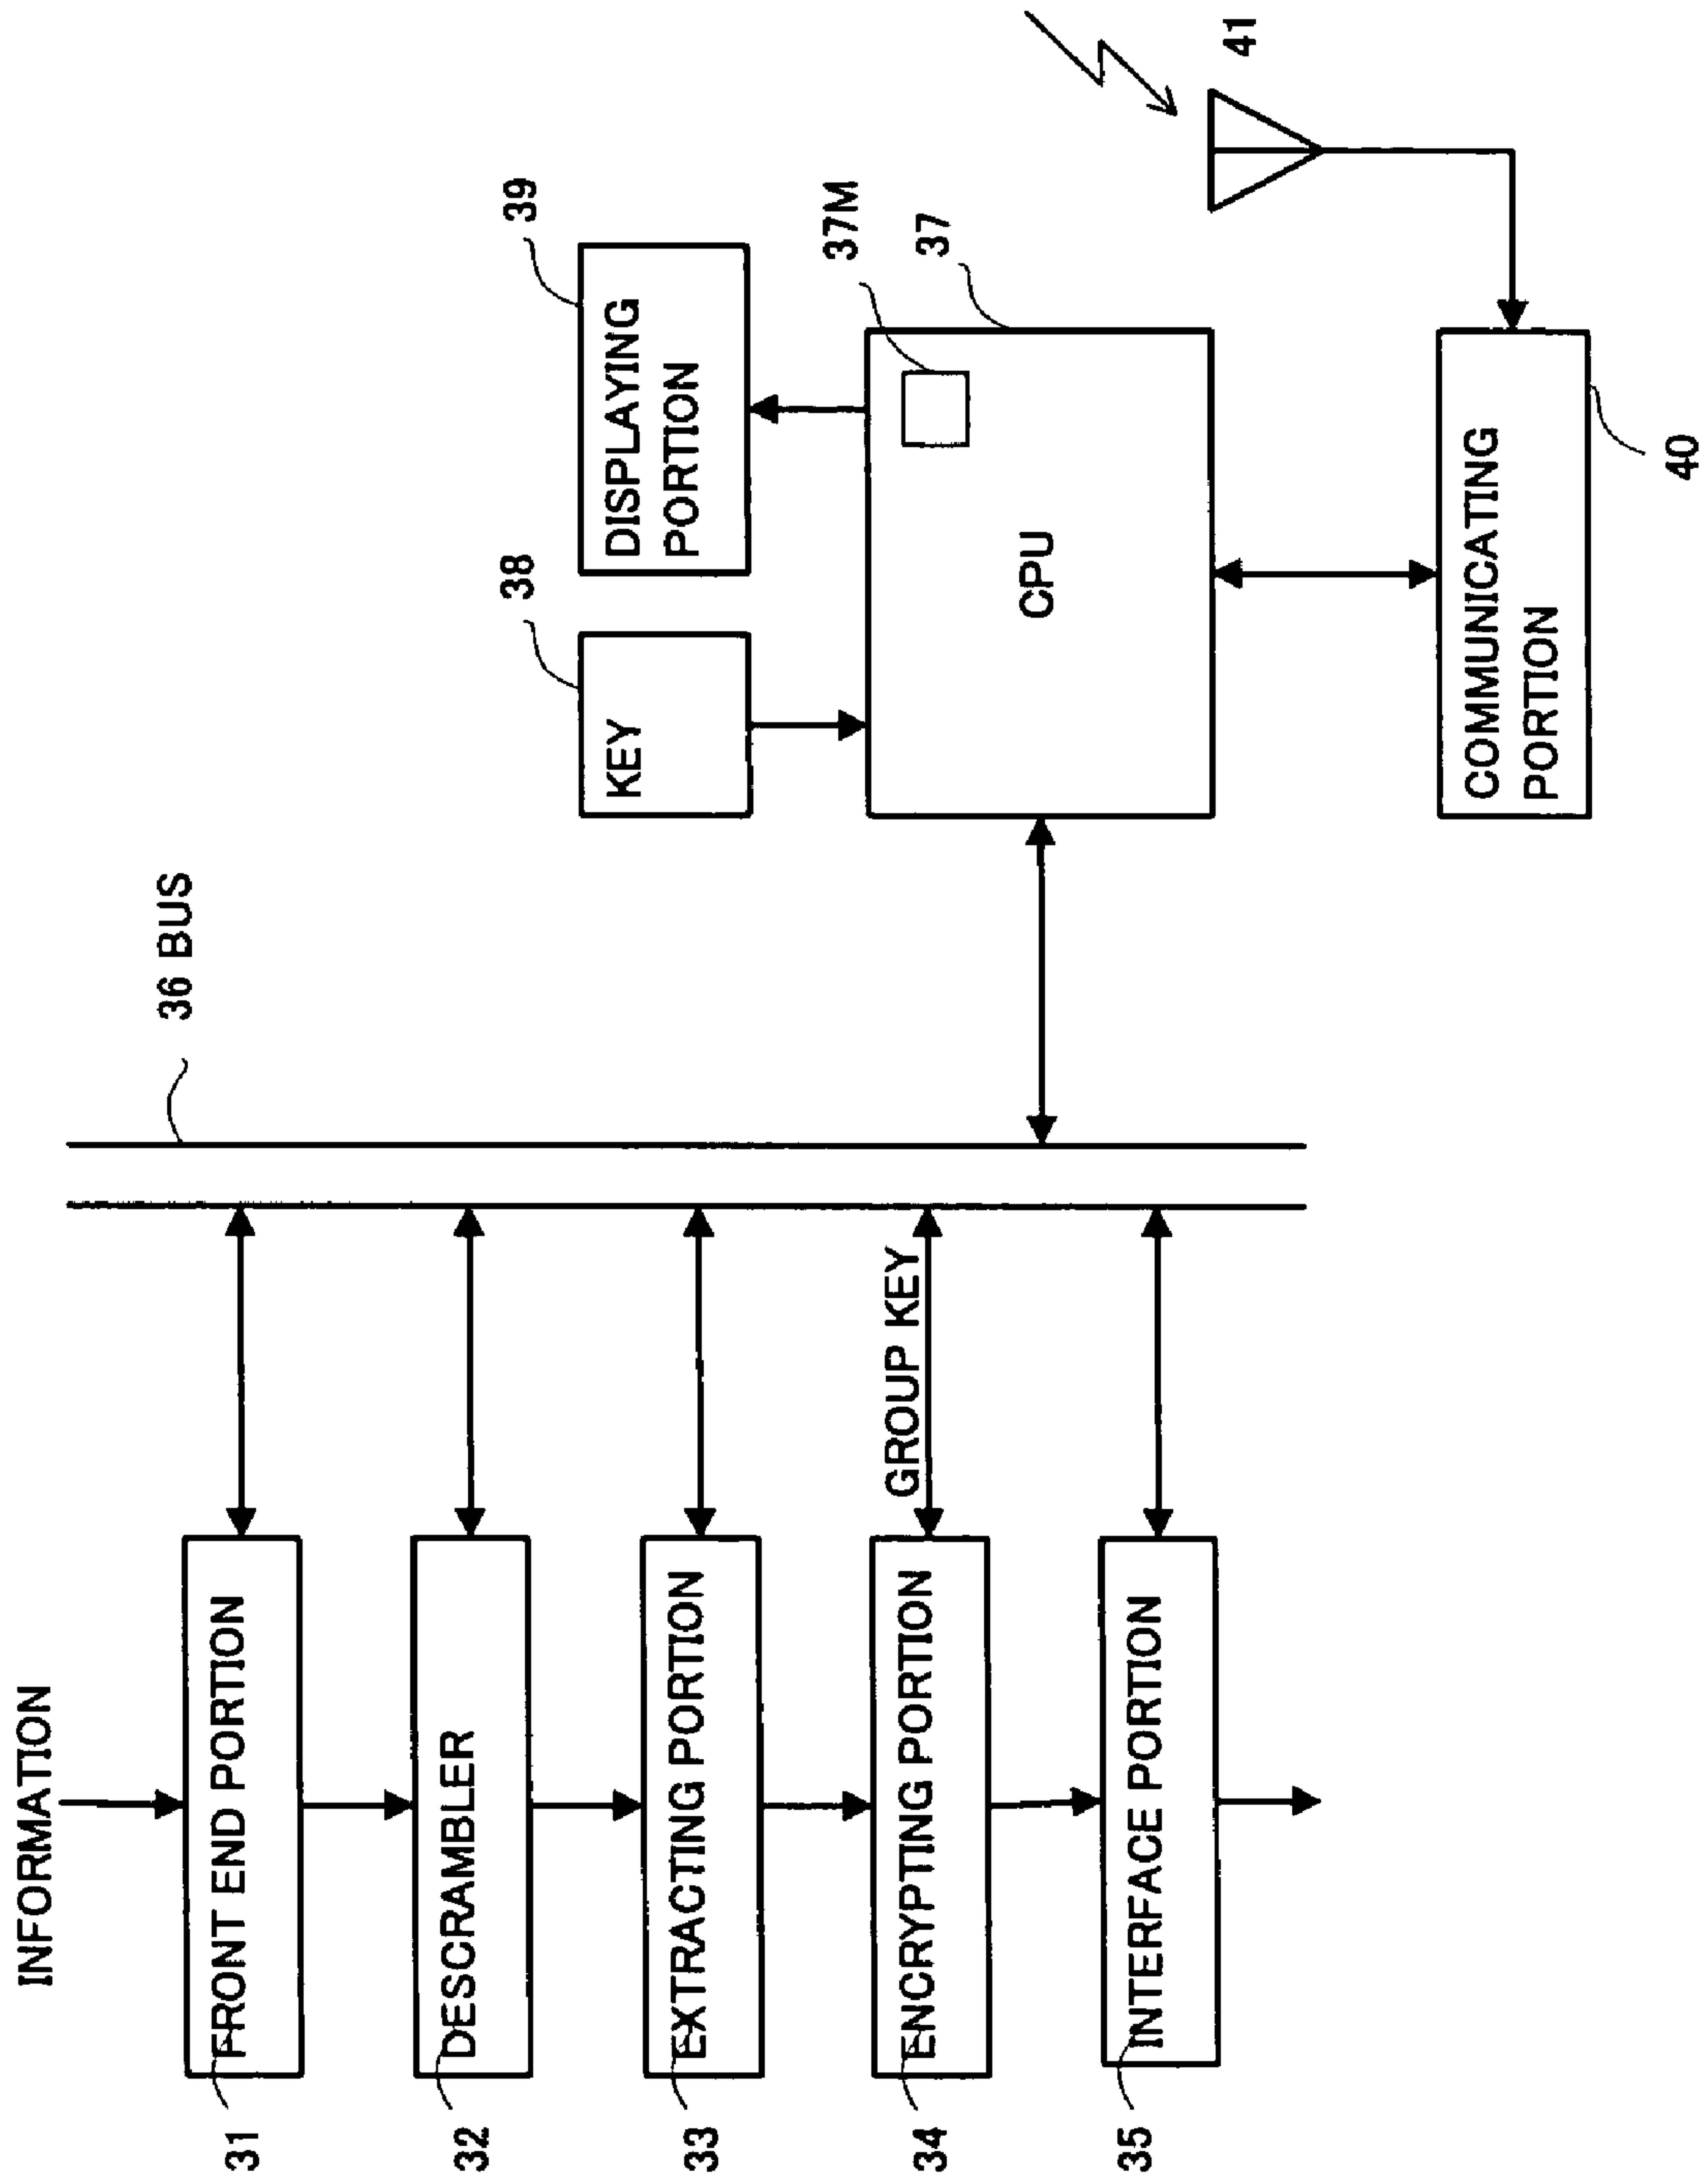 INFORMATION
31
FRONT END PORTION
32
DESCRAMBLER
33
EXTRACTING PORTION
34
ENCRYPTING PORTION
35
INTERFACE PORTION
GROUP KEY
36 BUS
38
KEY
39
DISPLAYING
PORTION
37M
37
CPU
COMMUNICATING
PORTION
40
41